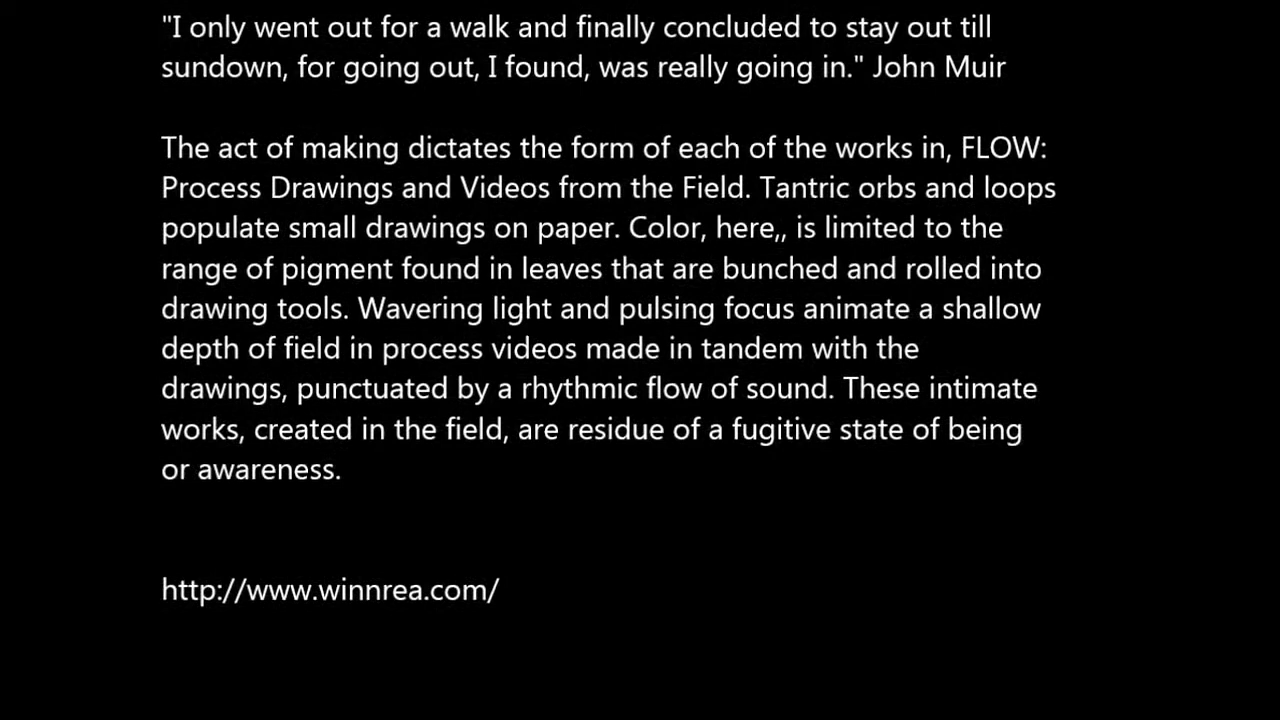 "I only went out for a walk and finally concluded to stay out till
sundown, for going out, I found, was really going in." John Muir
The act of making dictates the form of each of the works in, FLOW:
Process Drawings and Videos from the Field. Tantric orbs and loops
populate small drawings on paper. Color, here,, is limited to the
range of pigment found in leaves that are bunched and rolled into
drawing tools. Wavering light and pulsing focus animate a shallow
depth of field in process videos made in tandem with the
drawings, punctuated by a rhythmic flow of sound. These intimate
works, created in the field, are residue of a fugitive state of being
or awareness.
http://www.winnrea.com/